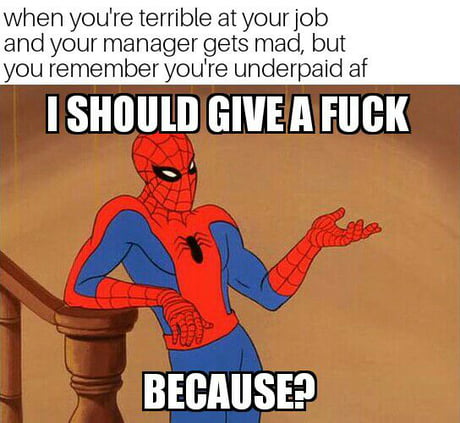 when you're terrible at your job
and your manager gets mad, but
you remember you're underpaid af
I SHOULD GIVE A FUCK
BECAUSE?